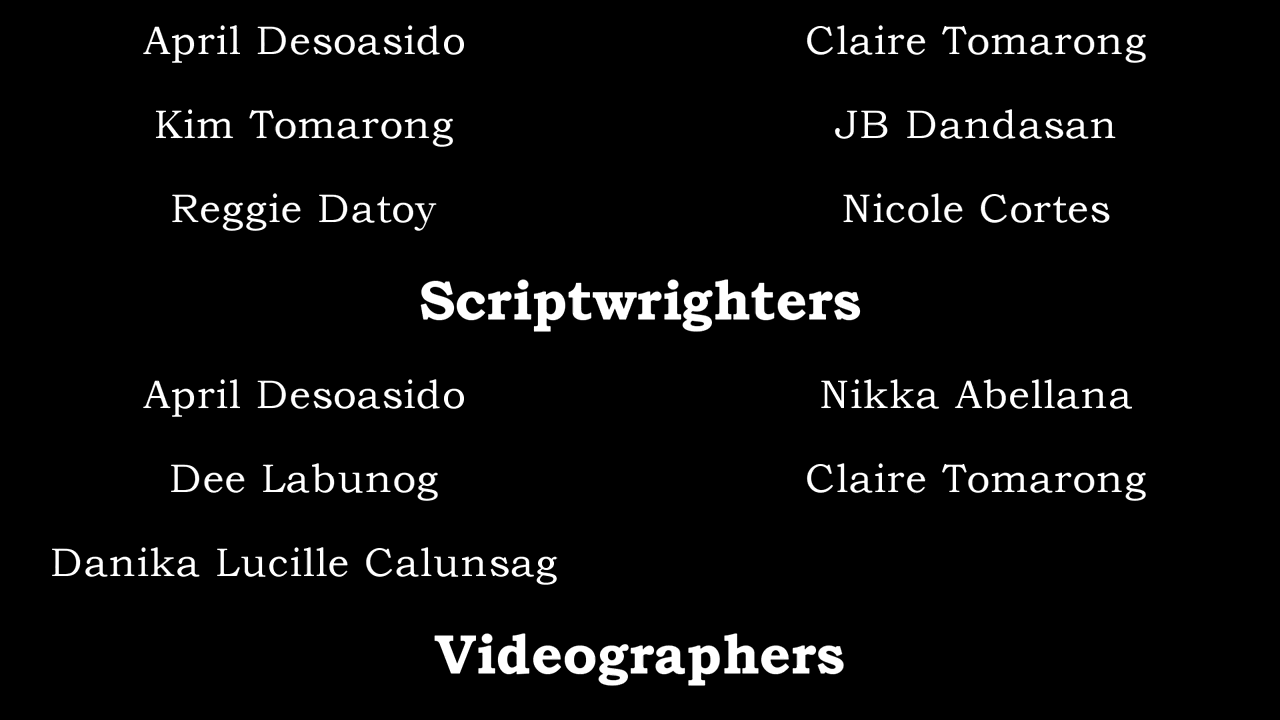 April Desoasido Claire Tomarong
Kim Tomarong JB Dandasan
Reggie Datoy Nicole Cortes
Scriptwrighters
April Desoasido Nikka Abellana
Dee Labunog Claire Tomarong
Danika Lucille Calunsag
Videographers